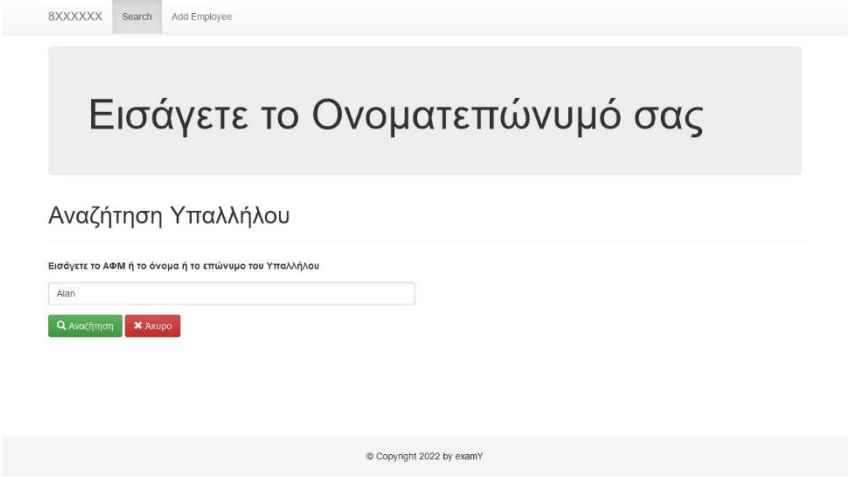 8XXXXXX Search Add Employee
Εισάγετε το Ονοματεπώνυμό σας
Αναζήτηση Υπαλλήλου
Εισάγετε το ΑΦΜ ή το όνομα ή το επώνυμο του Υπαλλήλου
Alan
Αναζήτηση Άκυρο
© Copyright 2022 by examY